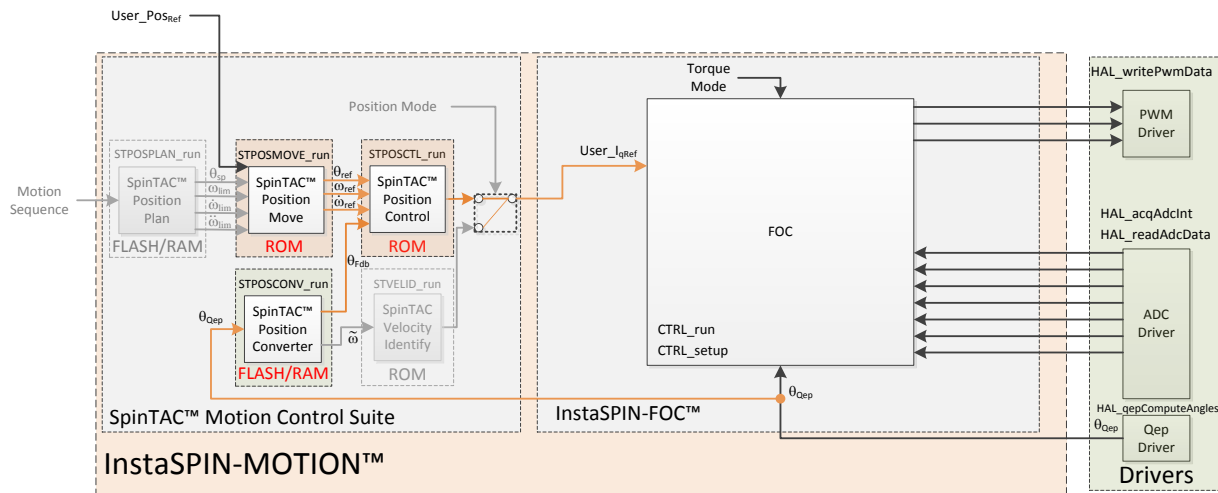 User_PosRef
Torque
Mode
HAL_writePwmData
PWM
Driver
Position Mode
STPOSPLAN_run
SpinTAC™
Position
Plan
FLASH/RAM
θsp
ωlim
ω̇lim
ω̈lim
STPOSMOVE_run
SpinTAC™
Position
Move
ROM
θref
ωref
ω̇ref
STPOSCTL_run
SpinTAC™
Position
Control
ROM
User_IqRef
FOC
CTRL_run
CTRL_setup
Motion
Sequence
HAL_acqAdcInt
HAL_readAdcData
ADC
Driver
θFdb
STPOSCONV_run
SpinTAC™
Position
Converter
FLASH/RAM
θQep
ω̃
STVELID_run
SpinTAC
Velocity
Identify
ROM
θQep
HAL_qepComputeAngles
θQep
Qep
Driver
SpinTAC™ Motion Control Suite
InstaSPIN-FOC™
InstaSPIN-MOTION™
Drivers